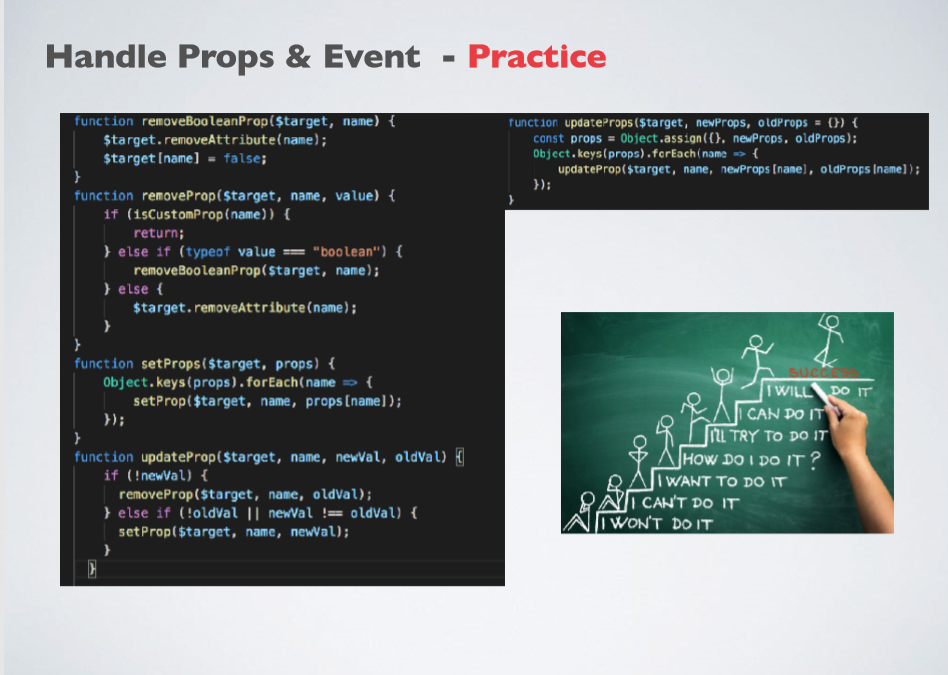 Handle Props & Event - Practice
function removeBooleanProp($target, name) {
$target.removeAttribute(name);
$target[name] = false;
}
function removeProp($target, name, value) {
if (isCustomProp(name)) {
return;
} else if (typeof value === "boolean") {
removeBooleanProp($target, name);
} else {
$target.removeAttribute(name);
}
}
function setProps($target, props) {
Object.keys(props).forEach(name => {
setProp($target, name, props[name]);
});
}
function updateProp($target, name, newVal, oldVal) {
if (!newVal) {
removeProp($target, name, oldVal);
} else if (!oldVal || newVal !== oldVal) {
setProp($target, name, newVal);
}
}
function updateProps($target, newProps, oldProps = {}) {
const props = Object.assign({}, newProps, oldProps);
Object.keys(props).forEach(name => {
updateProp($target, name, newProps[name], oldProps[name]);
});
}
SUCCESS
I WILL DO IT
I CAN DO IT
I'LL TRY TO DO IT
HOW DO I DO IT?
I WANT TO DO IT
I CAN'T DO IT
I WON'T DO IT